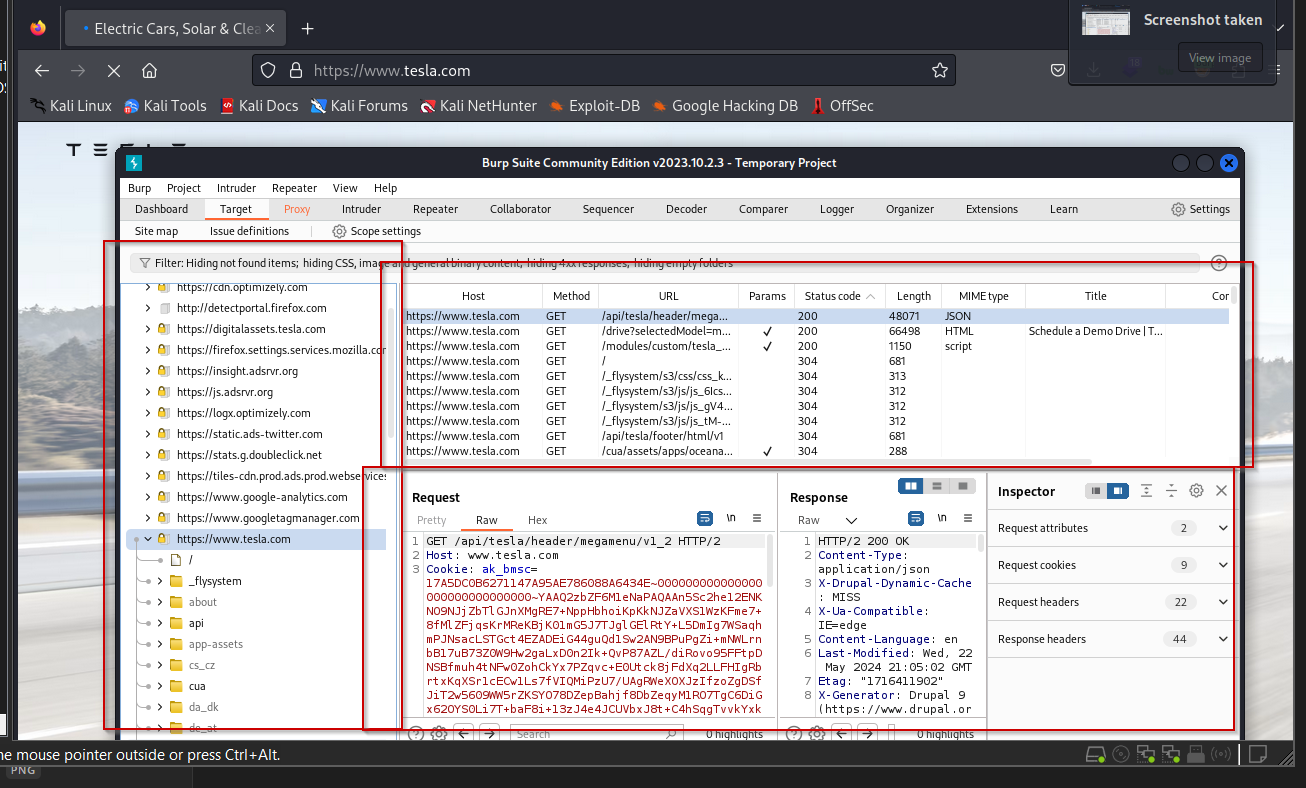 Electric Cars, Solar & Clea
Screenshot taken
View image
https://www.tesla.com
Kali Linux Kali Tools Kali Docs Kali Forums Kali NetHunter Exploit-DB Google Hacking DB OffSec
Burp Suite Community Edition v2023.10.2.3 - Temporary Project
Burp Project Intruder Repeater View Help
Dashboard Target Proxy Intruder Repeater Collaborator Sequencer Decoder Comparer Logger Organizer Extensions Learn Settings
Site map Issue definitions Scope settings
Filter: Hiding not found items; hiding CSS, image and general binary content; hiding 4xx responses; hiding empty folders
https://cdn.optimizely.com
http://detectportal.firefox.com
https://digitalassets.tesla.com
https://firefox.settings.services.mozilla.cor
https://insight.adsrvr.org
https://js.adsrvr.org
https://logx.optimizely.com
https://static.ads-twitter.com
https://stats.g.doubleclick.net
https://tiles-cdn.prod.ads.prod.webservices
https://www.google-analytics.com
https://www.googletagmanager.com
https://www.tesla.com
/
_flysystem
about
api
app-assets
cs_cz
cua
da_dk
de_at
Host Method URL Params Status code Length MIME type Title Cor
https://www.tesla.com GET /api/tesla/header/mega... 200 48071 JSON
https://www.tesla.com GET /drive?selectedModel=m... ✓ 200 66498 HTML Schedule a Demo Drive | T...
https://www.tesla.com GET /modules/custom/tesla_... ✓ 200 1150 script
https://www.tesla.com GET / 304 681
https://www.tesla.com GET /_flysystem/s3/css/css_k... 304 313
https://www.tesla.com GET /_flysystem/s3/js/js_6Ics... 304 312
https://www.tesla.com GET /_flysystem/s3/js/js_gV4... 304 312
https://www.tesla.com GET /_flysystem/s3/js/js_tM-... 304 312
https://www.tesla.com GET /api/tesla/footer/html/v1 304 681
https://www.tesla.com GET /cua/assets/apps/oceana... ✓ 304 288
Request
Pretty Raw Hex \n
1 GET /api/tesla/header/megamenu/v1_2 HTTP/2
2 Host: www.tesla.com
3 Cookie: ak_bmsc=
Search 0 highlights
Response
Raw \n
1 HTTP/2 200 OK
2 Content-Type:
application/json
3 X-Drupal-Dynamic-Cache
: MISS
4 X-Ua-Compatible:
IE=edge
5 Content-Language: en
6 Last-Modified: Wed, 22
May 2024 21:05:02 GMT
7 Etag: "1716411902"
8 X-Generator: Drupal 9
(https://www.drupal.or
0 highlights
Inspector
Request attributes 2
Request cookies 9
Request headers 22
Response headers 44
ne mouse pointer outside or press Ctrl+Alt.
PNG